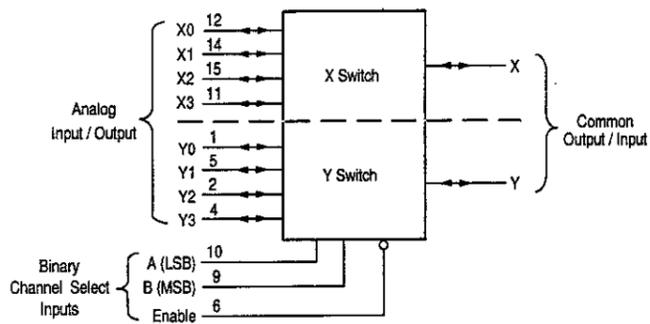 X0 12
X1 14
X2 15
X3 11
Analog
Input / Output
Y0 1
Y1 5
Y2 2
Y3 4
X Switch
Y Switch
X
Y
Common
Output / Input
Binary
Channel Select
Inputs
A (LSB) 10
B (MSB) 9
Enable 6